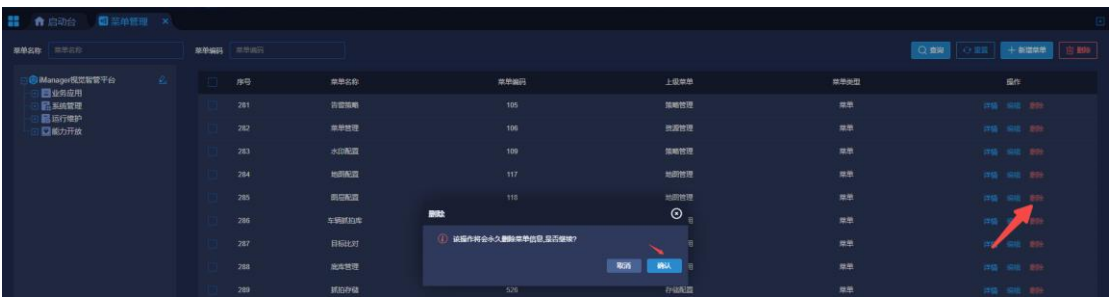 启动台 菜单管理 ×
菜单名称 菜单名称 菜单编码 菜单编码 查询 重置 + 新增菜单 删除
iManager视觉智管平台
业务应用
系统管理
运行维护
能力开放
序号 菜单名称 菜单编码 上级菜单 菜单类型 操作
281 告警策略 105 策略管理 菜单 详情 编辑 删除
282 菜单管理 106 资源管理 菜单 详情 编辑 删除
283 水印配置 109 策略管理 菜单 详情 编辑 删除
284 地图配置 117 地图管理 菜单 详情 编辑 删除
285 图层配置 118 地图管理 菜单 详情 编辑 删除
286 车辆抓拍库 菜单 详情 编辑 删除
287 目标比对 菜单 详情 编辑 删除
288 底库管理 菜单 详情 编辑 删除
289 抓拍存储 526 存储配置 菜单 详情 编辑 删除
删除
该操作将会永久删除菜单信息,是否继续?
取消 确认